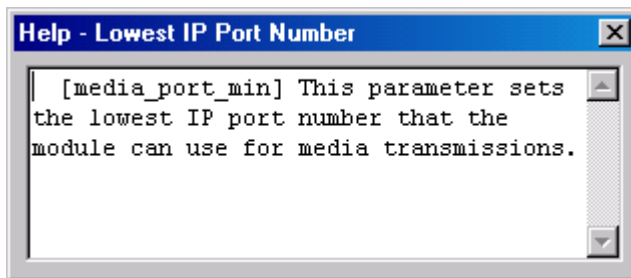 Help - Lowest IP Port Number
[media_port_min] This parameter sets
the lowest IP port number that the
module can use for media transmissions.